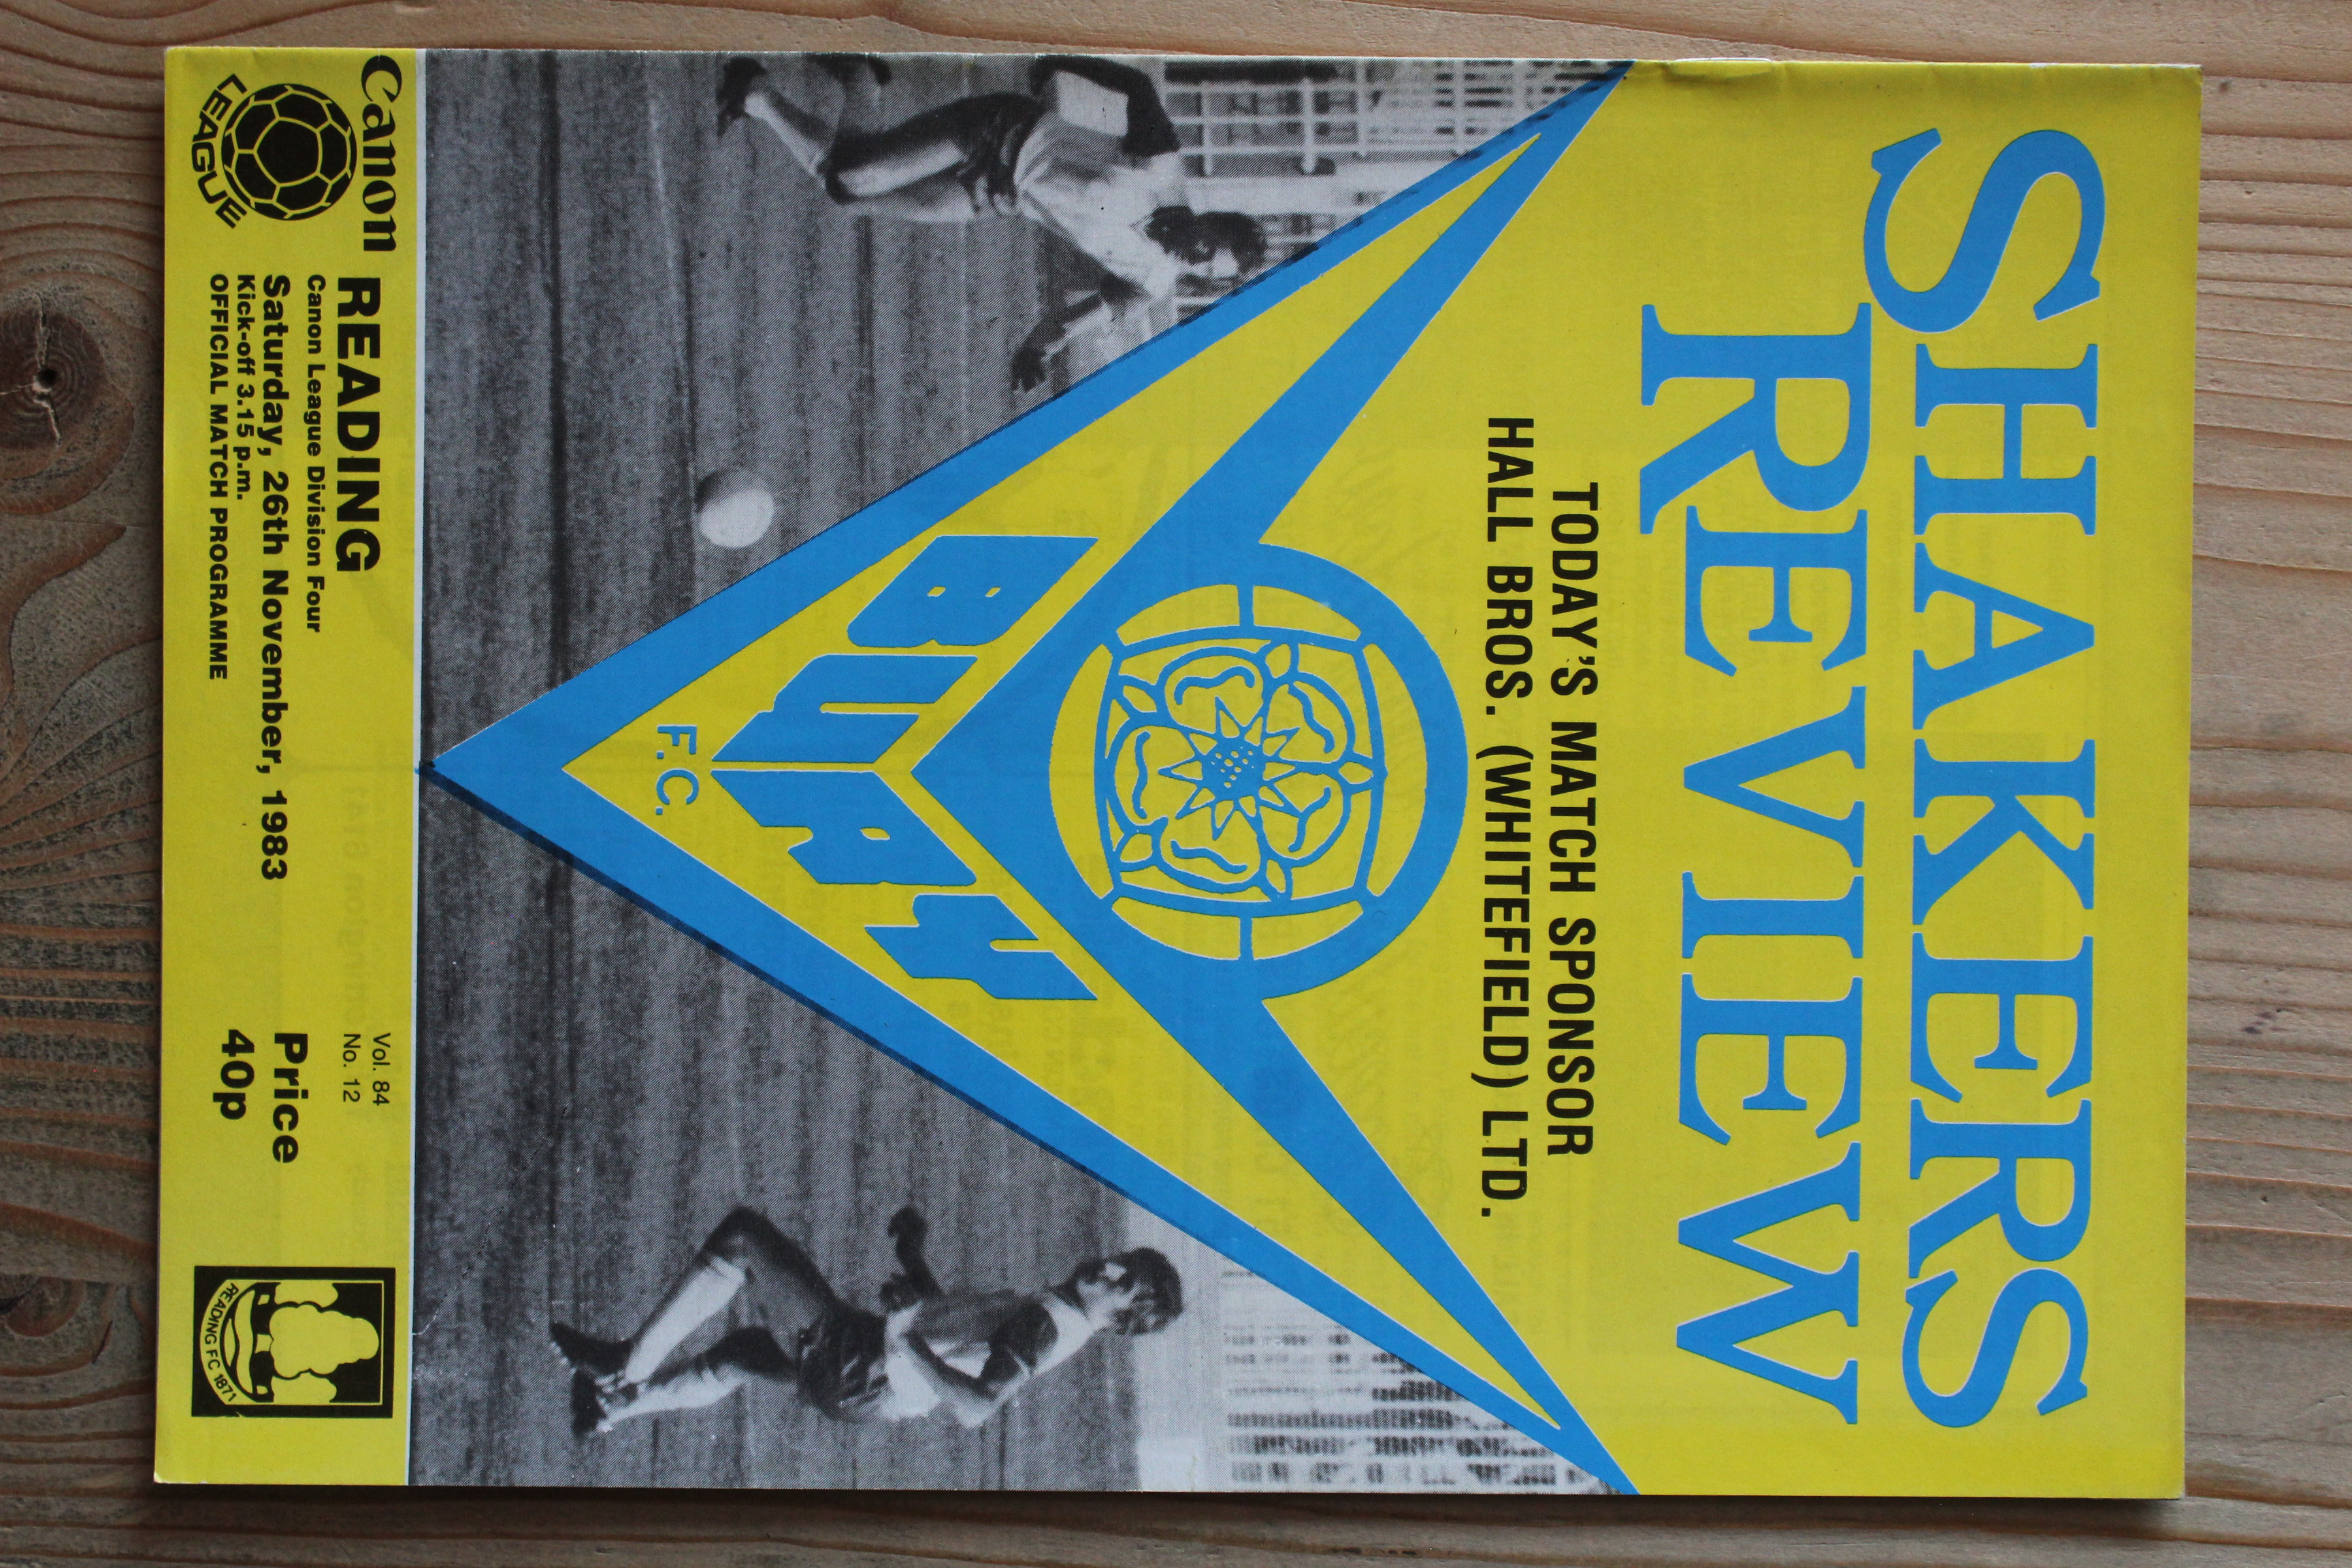 SHAKERS
REVIEW
TODAY'S MATCH SPONSOR
HALL BROS. (WHITEFIELD) LTD.
BURY
F.C.
Canon
LEAGUE
READING
Canon League Division Four
Saturday, 26th November, 1983
Kick-off 3.15 p.m.
OFFICIAL MATCH PROGRAMME
Vol. 84
No. 12
Price
40p
READING FC 1871